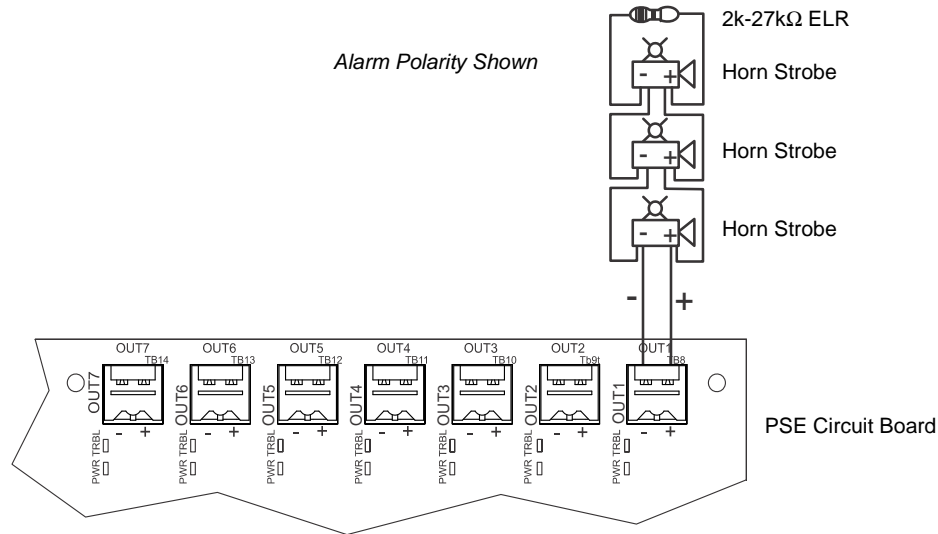 2k-27kΩ ELR
Alarm Polarity Shown
Horn Strobe
- +
Horn Strobe
- +
Horn Strobe
- +
- +
OUT7 OUT6 OUT5 OUT4 OUT3 OUT2 OUT1
TB14 TB13 TB12 TB11 TB10 Tb9t TB8
OUT7 OUT6 OUT5 OUT4 OUT3 OUT2 OUT1
PSE Circuit Board
- + - + - + - + - + - + - +
PWR TRBL PWR TRBL PWR TRBL PWR TRBL PWR TRBL PWR TRBL PWR TRBL